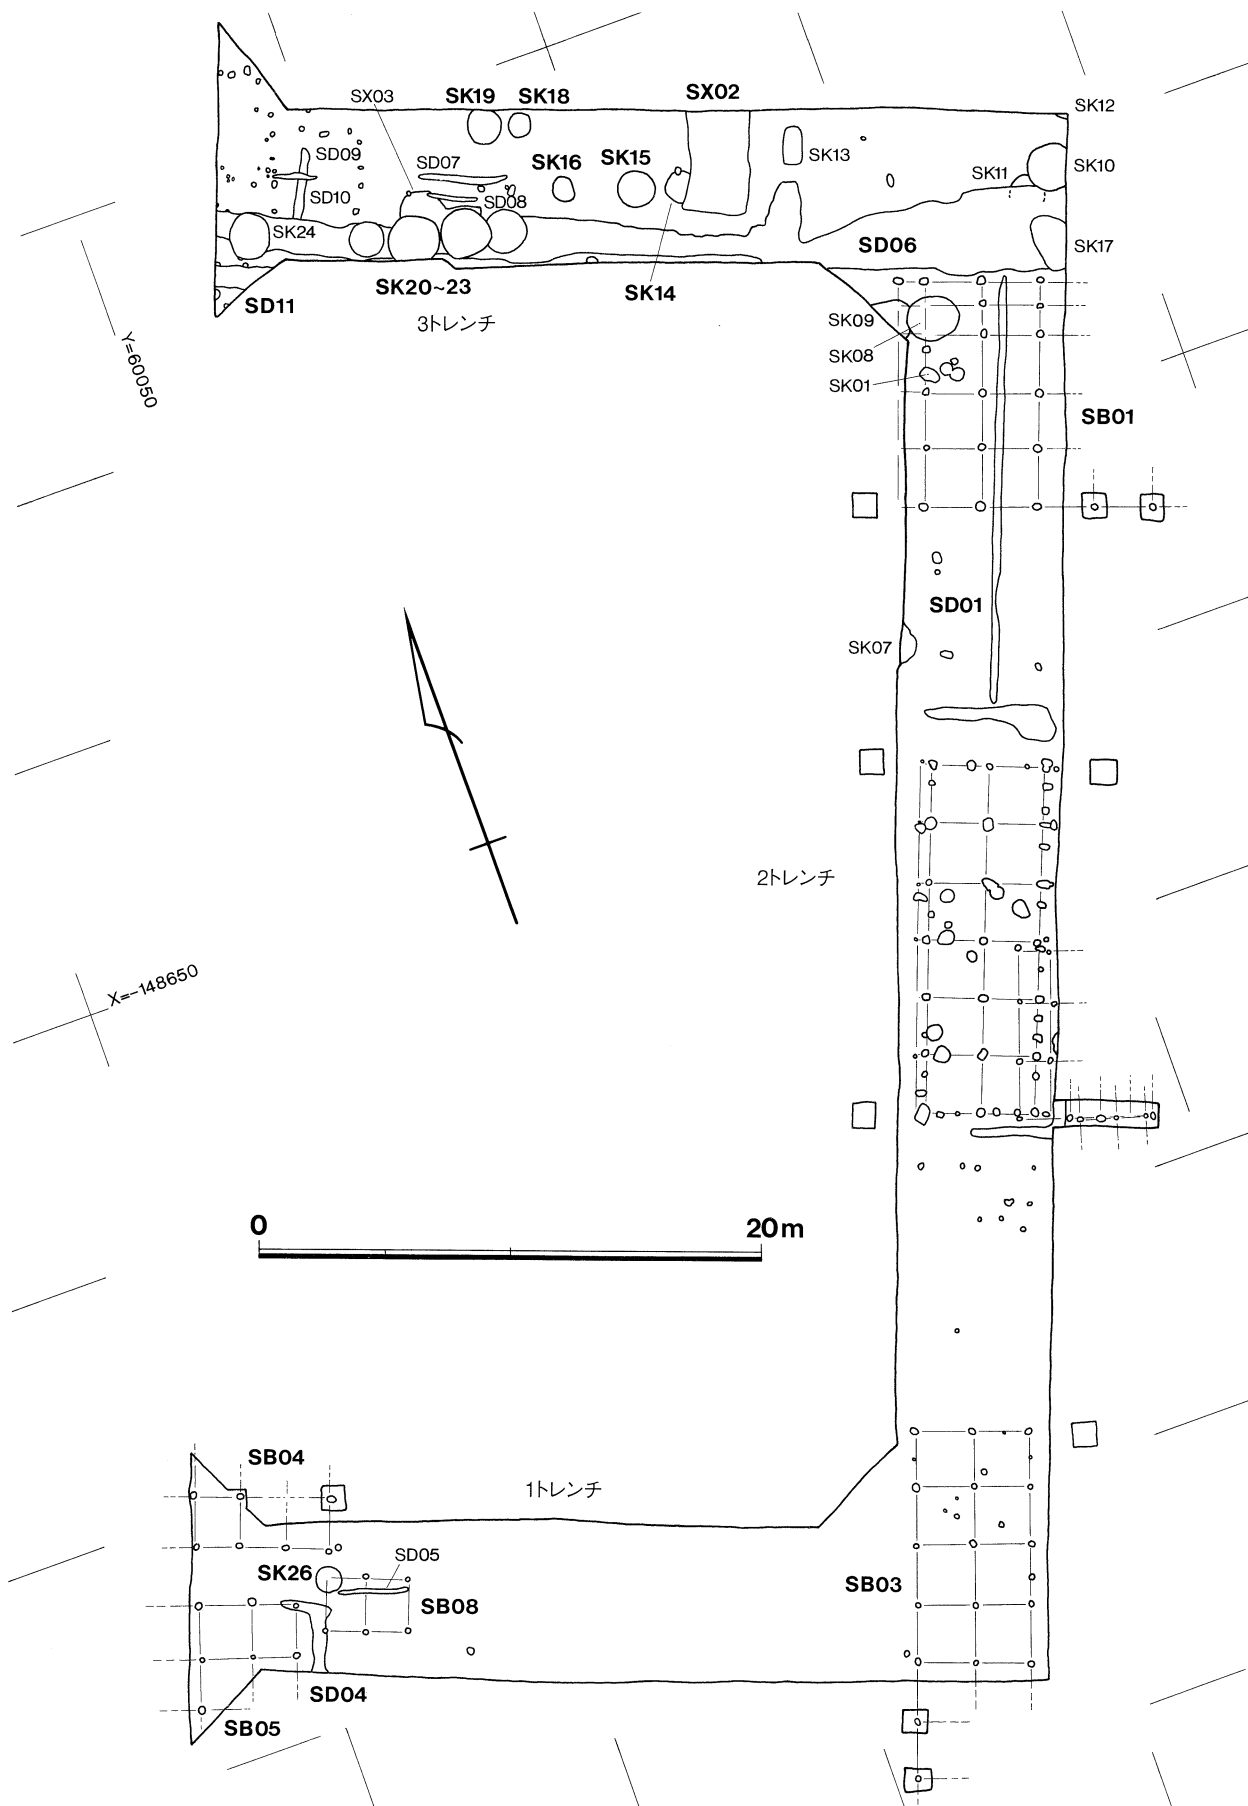 SX03
SK19
SK18
SX02
SK12
SD09
SD07
SK16
SK15
SK13
SK11
SK10
SD10
SD08
SK24
SD06
SK17
SD11
SK20~23
SK14
3トレンチ
SK09
SK08
SK01
Y=60050
SB01
SD01
SK07
2トレンチ
X=-148650
0
20m
SB04
1トレンチ
SD05
SK26
SB08
SB03
SD04
SB05